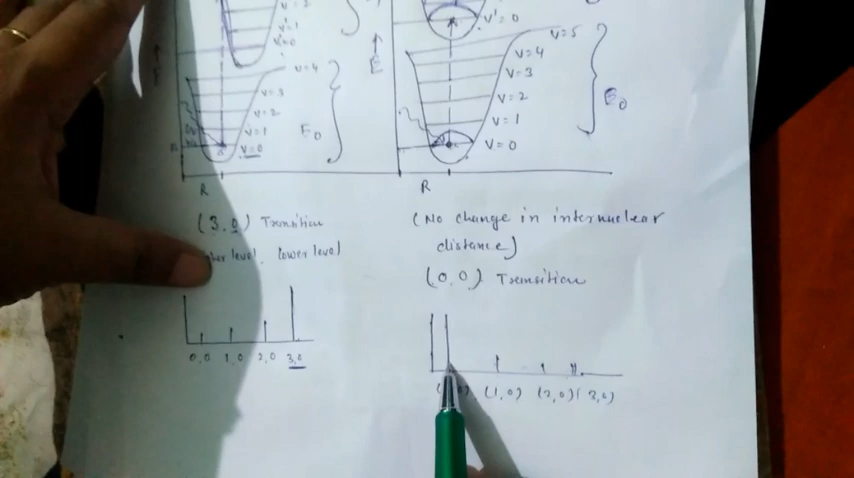 v'=1
v'=0
v=4
v=3
v=2
v=1
v=0
E0
R
(3,0) Transition
lower level)
0,0 1,0 2,0 3,0
v'=0
E
v=5
v=4
v=3
v=2
v=1
v=0
E0
R
(No change in internuclear
distance)
(0,0) Transition
(1,0) (2,0) (3,0)